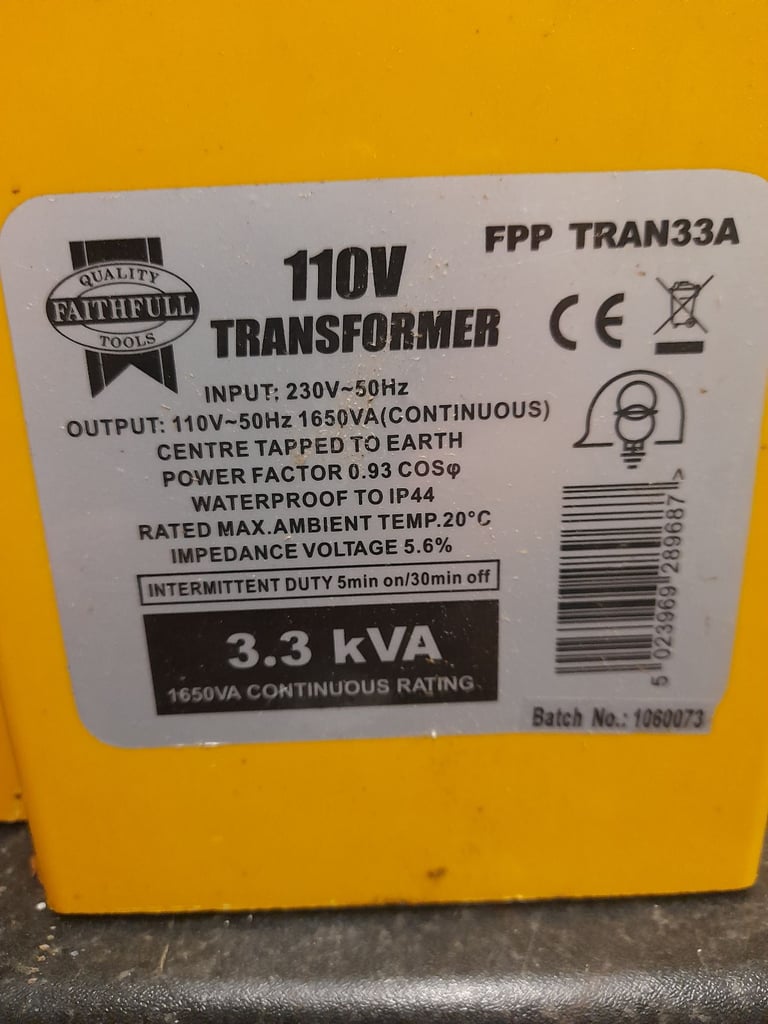 FPP TRAN33A
QUALITY
FAITHFULL
TOOLS
110V
TRANSFORMER
CE
INPUT: 230V~50Hz
OUTPUT: 110V~50Hz 1650VA(CONTINUOUS)
CENTRE TAPPED TO EARTH
POWER FACTOR 0.93 COSφ
WATERPROOF TO IP44
RATED MAX.AMBIENT TEMP.20°C
IMPEDANCE VOLTAGE 5.6%
INTERMITTENT DUTY 5min on/30min off
3.3 kVA
1650VA CONTINUOUS RATING
5 023969 289687 >
Batch No.: 1060073